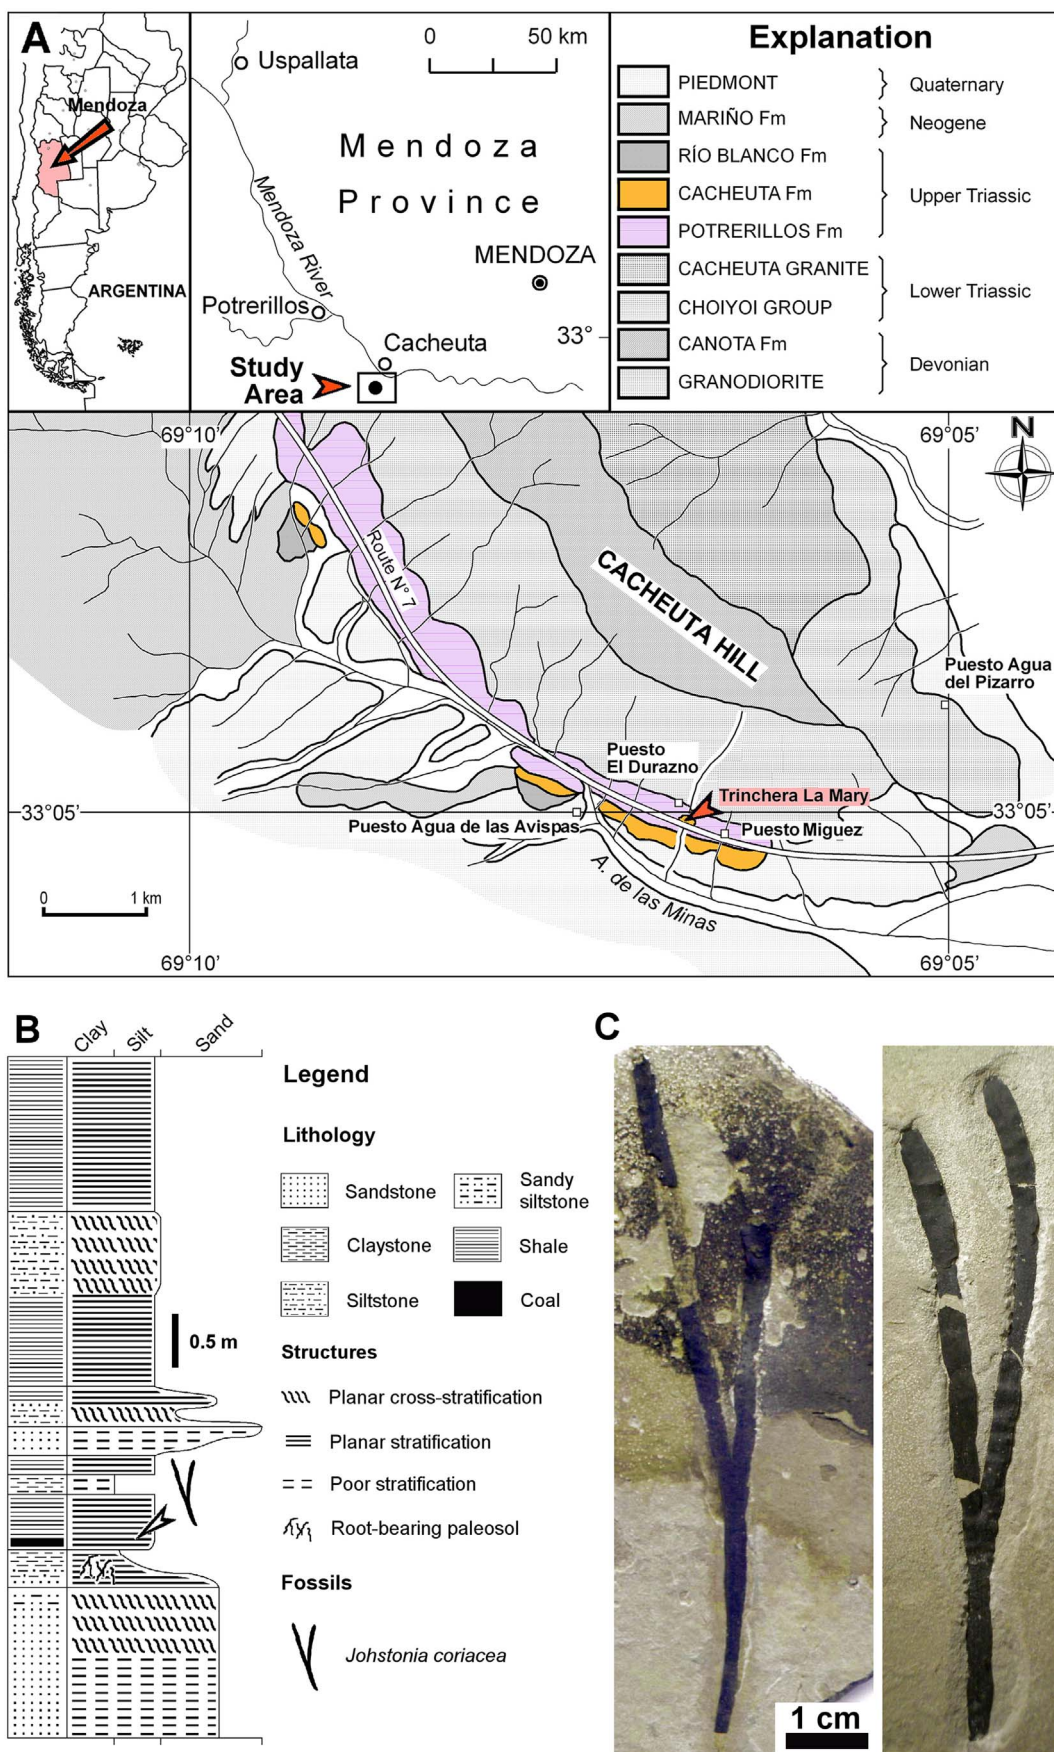 A
Mendoza
ARGENTINA
Uspallata
0 50 km
Mendoza
Province
Mendoza River
MENDOZA
Potrerillos
Cacheuta
33°
Study
Area
Explanation
PIEDMONT
Quaternary
MARIÑO Fm
Neogene
RÍO BLANCO Fm
CACHEUTA Fm
Upper Triassic
POTRERILLOS Fm
CACHEUTA GRANITE
Lower Triassic
CHOIYOI GROUP
CANOTA Fm
Devonian
GRANODIORITE
69°10'
69°05'
N
Route N° 7
CACHEUTA HILL
Puesto Agua
del Pizarro
Puesto
El Durazno
Trinchera La Mary
33°05'
33°05'
Puesto Agua de las Avispas
Puesto Miguez
A. de las Minas
0 1 km
69°10'
69°05'
B
Clay Silt Sand
0.5 m
Legend
Lithology
Sandstone
Sandy
siltstone
Claystone
Shale
Siltstone
Coal
Structures
Planar cross-stratification
Planar stratification
Poor stratification
Root-bearing paleosol
Fossils
Johstonia coriacea
C
1 cm